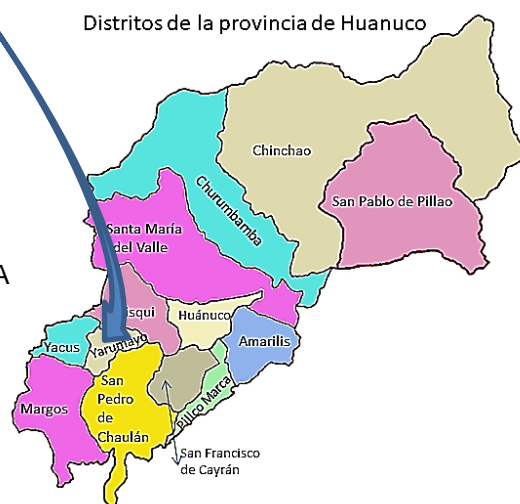 Distritos de la provincia de Huanuco
Chinchao
San Pablo de Pillao
Churumbamba
Santa María
del Valle
A
isqui
Huánuco
Amarilis
Yacus
Yarumayo
San
Pedro
de
Chaulán
Margos
Pillco Marca
San Francisco
de Cayrán